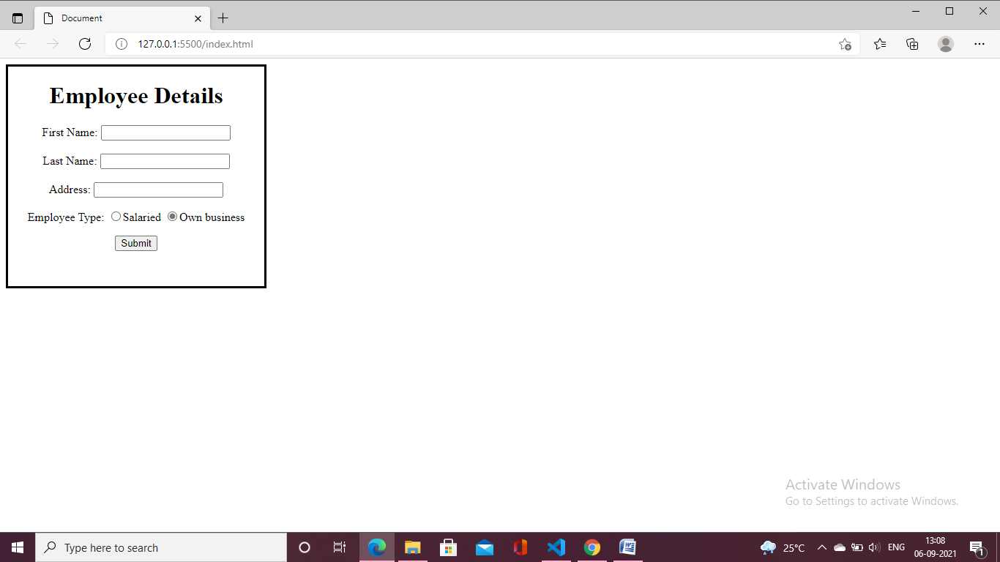 Document
127.0.0.1:5500/index.html
Employee Details
First Name:
Last Name:
Address:
Employee Type: Salaried Own business
Submit
Activate Windows
Go to Settings to activate Windows.
Type here to search
25°C
ENG
13:08
06-09-2021
1